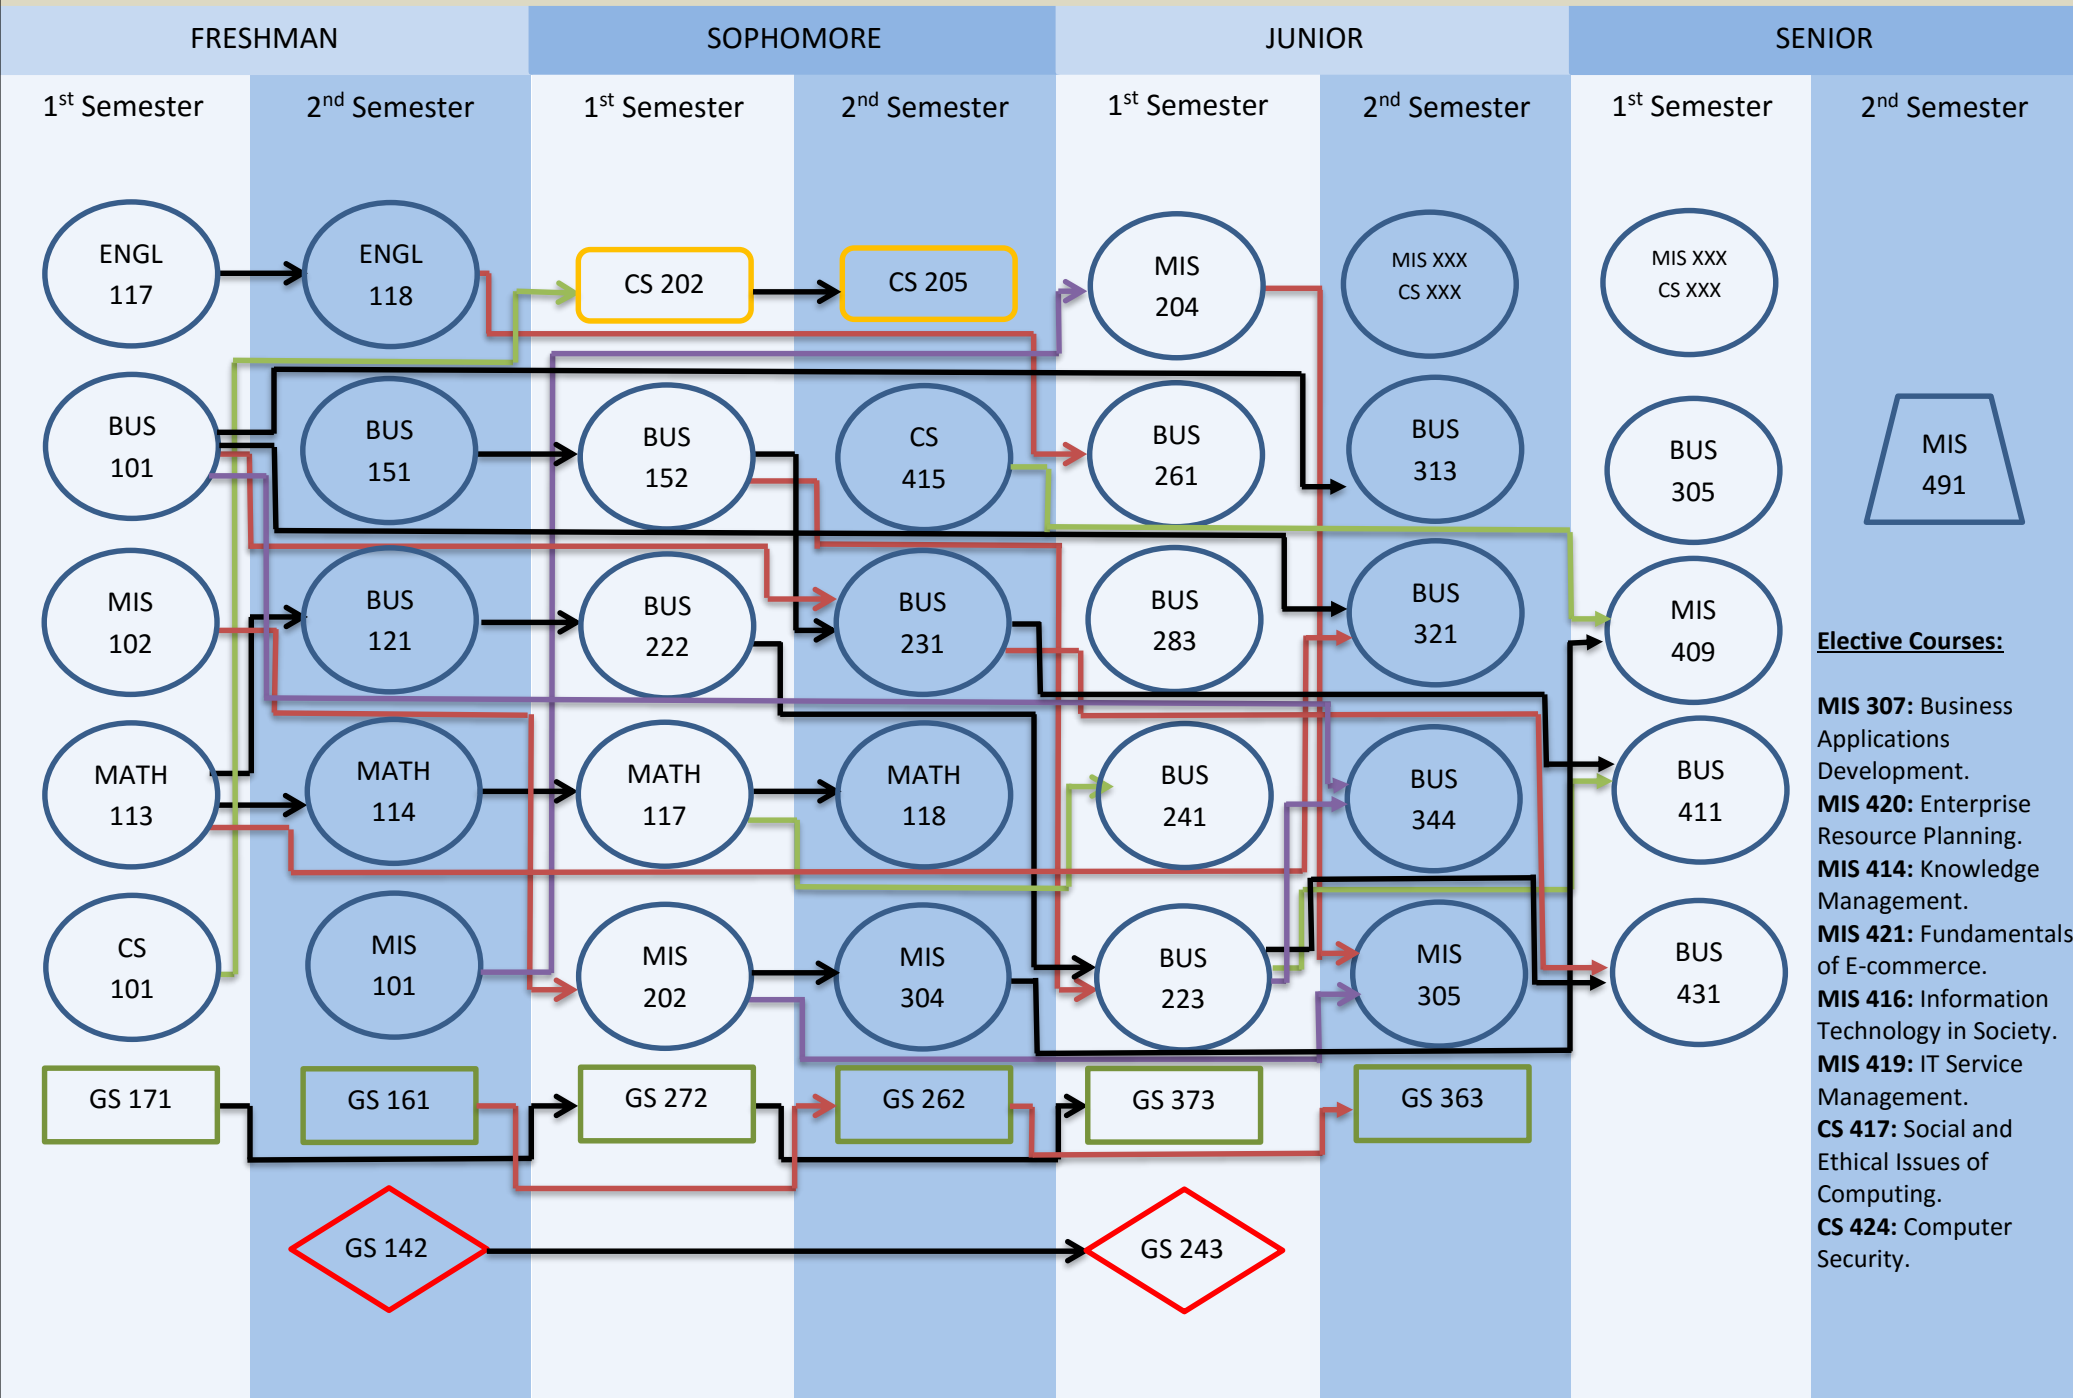 FRESHMAN
SOPHOMORE
JUNIOR
SENIOR
1st Semester
2nd Semester
1st Semester
2nd Semester
1st Semester
2nd Semester
1st Semester
2nd Semester
ENGL
117
BUS
101
MIS
102
MATH
113
CS
101
GS 171
ENGL
118
BUS
151
BUS
121
MATH
114
MIS
101
GS 161
GS 142
CS 202
BUS
152
BUS
222
MATH
117
MIS
202
GS 272
CS 205
CS
415
BUS
231
MATH
118
MIS
304
GS 262
MIS
204
BUS
261
BUS
283
BUS
241
BUS
223
GS 373
GS 243
MIS XXX
CS XXX
BUS
313
BUS
321
BUS
344
MIS
305
GS 363
MIS XXX
CS XXX
BUS
305
MIS
409
BUS
411
BUS
431
MIS
491
Elective Courses:
MIS 307: Business
Applications
Development.
MIS 420: Enterprise
Resource Planning.
MIS 414: Knowledge
Management.
MIS 421: Fundamentals
of E-commerce.
MIS 416: Information
Technology in Society.
MIS 419: IT Service
Management.
CS 417: Social and
Ethical Issues of
Computing.
CS 424: Computer
Security.